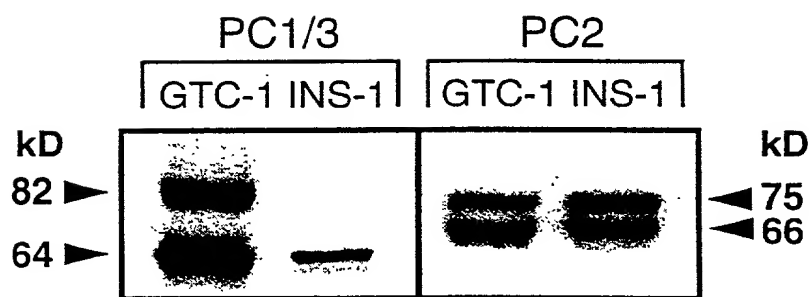 PC1/3 PC2
GTC-1 INS-1 GTC-1 INS-1
kD kD
82 75
66
64